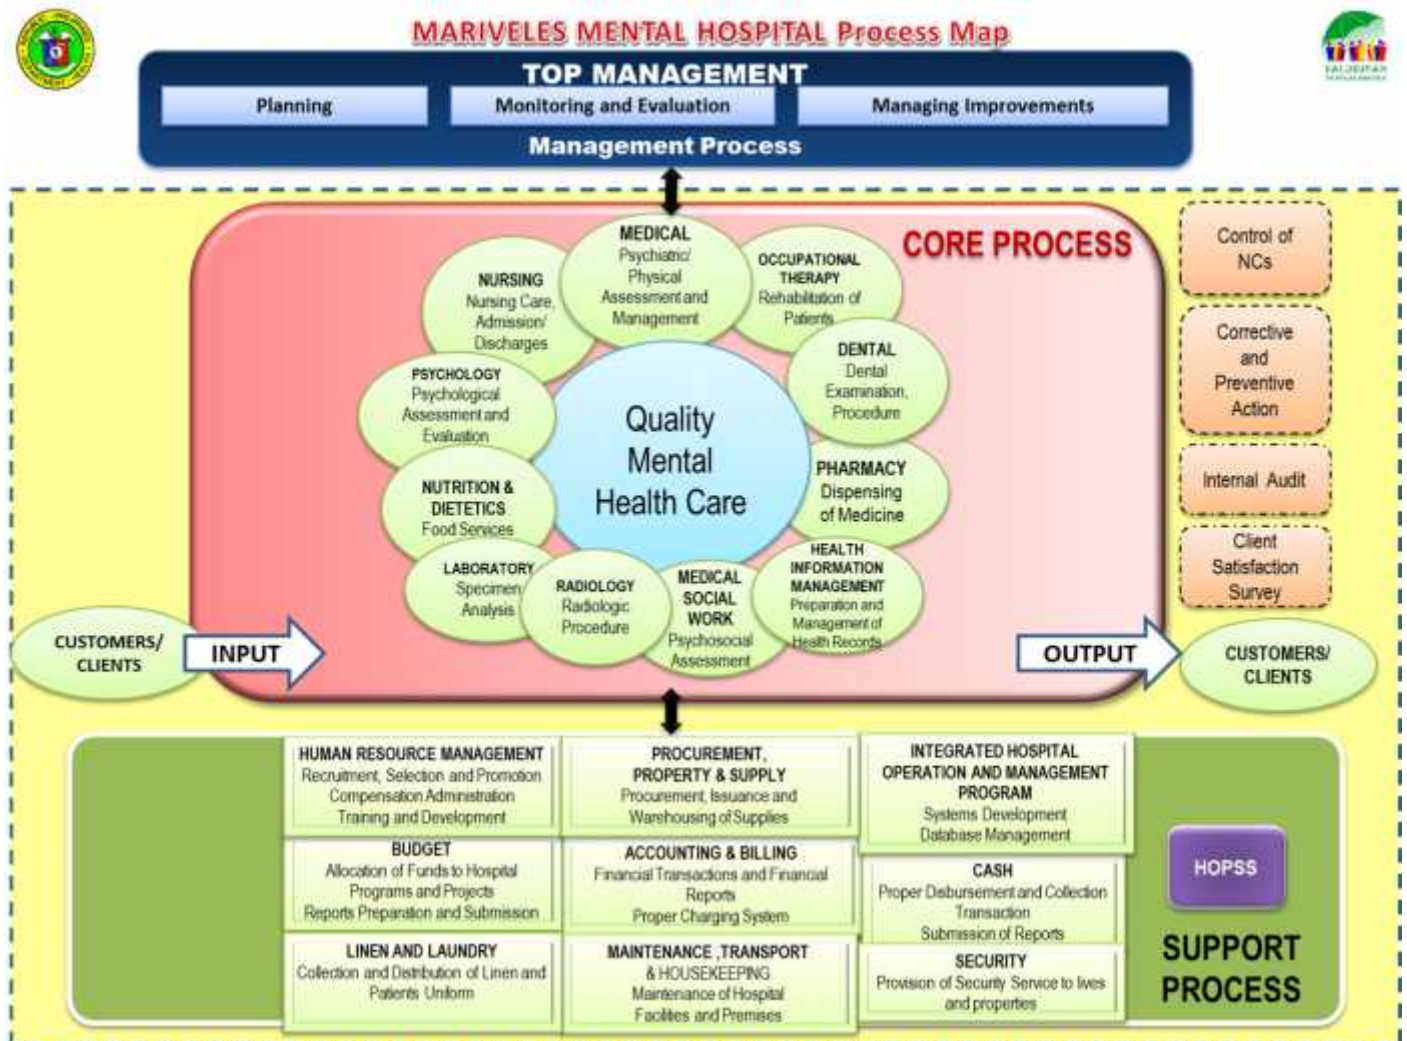 MARIVELES MENTAL HOSPITAL Process Map
TOP MANAGEMENT
Planning
Monitoring and Evaluation
Managing Improvements
Management Process
CORE PROCESS
MEDICAL
Psychiatric/
Physical
Assessment and
Management
OCCUPATIONAL
THERAPY
Rehabilitation of
Patients
NURSING
Nursing Care,
Admission/
Discharges
DENTAL
Dental
Examination,
Procedure
PSYCHOLOGY
Psychological
Assessment and
Evaluation
Quality
Mental
Health Care
PHARMACY
Dispensing
of Medicine
NUTRITION &
DIETETICS
Food Services
HEALTH
INFORMATION
MANAGEMENT
Preparation and
Management of
Health Records
LABORATORY
Specimen
Analysis
RADIOLOGY
Radiologic
Procedure
MEDICAL
SOCIAL
WORK
Psychosocial
Assessment
Control of
NCs
Corrective
and
Preventive
Action
Internal Audit
Client
Satisfaction
Survey
CUSTOMERS/
CLIENTS
INPUT
OUTPUT
CUSTOMERS/
CLIENTS
HUMAN RESOURCE MANAGEMENT
Recruitment, Selection and Promotion
Compensation Administration
Training and Development
PROCUREMENT,
PROPERTY & SUPPLY
Procurement, Issuance and
Warehousing of Supplies
INTEGRATED HOSPITAL
OPERATION AND MANAGEMENT
PROGRAM
Systems Development
Database Management
BUDGET
Allocation of Funds to Hospital
Programs and Projects
Reports Preparation and Submission
ACCOUNTING & BILLING
Financial Transactions and Financial
Reports
Proper Charging System
CASH
Proper Disbursement and Collection
Transaction
Submission of Reports
LINEN AND LAUNDRY
Collection and Distribution of Linen and
Patients Uniform
MAINTENANCE ,TRANSPORT
& HOUSEKEEPING
Maintenance of Hospital
Facilities and Premises
SECURITY
Provision of Security Service to lives
and properties
HOPSS
SUPPORT
PROCESS